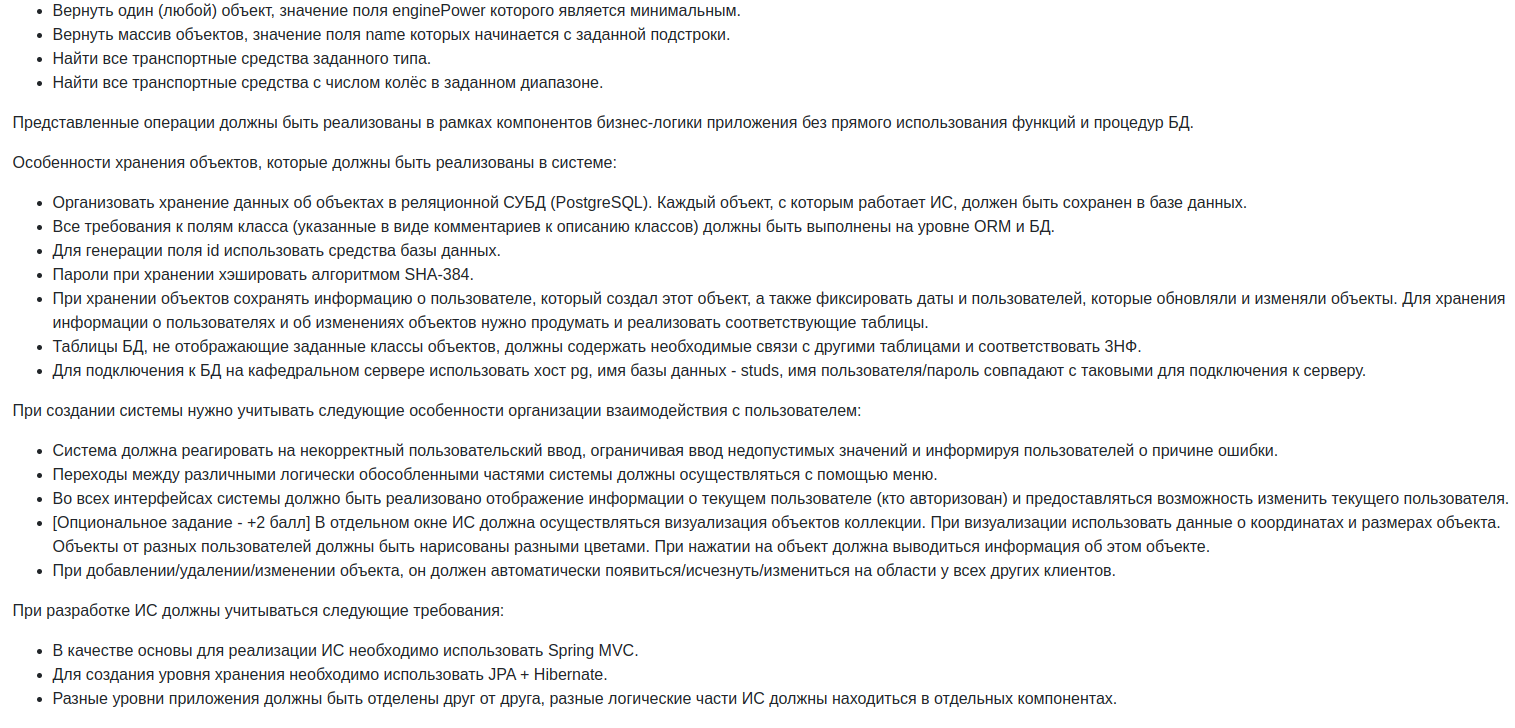 • Вернуть один (любой) объект, значение поля enginePower которого является минимальным.
• Вернуть массив объектов, значение поля name которых начинается с заданной подстроки.
• Найти все транспортные средства заданного типа.
• Найти все транспортные средства с числом колёс в заданном диапазоне.
Представленные операции должны быть реализованы в рамках компонентов бизнес-логики приложения без прямого использования функций и процедур БД.
Особенности хранения объектов, которые должны быть реализованы в системе:
• Организовать хранение данных об объектах в реляционной СУБД (PostgreSQL). Каждый объект, с которым работает ИС, должен быть сохранен в базе данных.
• Все требования к полям класса (указанные в виде комментариев к описанию классов) должны быть выполнены на уровне ORM и БД.
• Для генерации поля id использовать средства базы данных.
• Пароли при хранении хэшировать алгоритмом SHA-384.
• При хранении объектов сохранять информацию о пользователе, который создал этот объект, а также фиксировать даты и пользователей, которые обновляли и изменяли объекты. Для хранения
информации о пользователях и об изменениях объектов нужно продумать и реализовать соответствующие таблицы.
• Таблицы БД, не отображающие заданные классы объектов, должны содержать необходимые связи с другими таблицами и соответствовать 3НФ.
• Для подключения к БД на кафедральном сервере использовать хост pg, имя базы данных - studs, имя пользователя/пароль совпадают с таковыми для подключения к серверу.
При создании системы нужно учитывать следующие особенности организации взаимодействия с пользователем:
• Система должна реагировать на некорректный пользовательский ввод, ограничивая ввод недопустимых значений и информируя пользователей о причине ошибки.
• Переходы между различными логически обособленными частями системы должны осуществляться с помощью меню.
• Во всех интерфейсах системы должно быть реализовано отображение информации о текущем пользователе (кто авторизован) и предоставляться возможность изменить текущего пользователя.
• [Опциональное задание - +2 балл] В отдельном окне ИС должна осуществляться визуализация объектов коллекции. При визуализации использовать данные о координатах и размерах объекта.
Объекты от разных пользователей должны быть нарисованы разными цветами. При нажатии на объект должна выводиться информация об этом объекте.
• При добавлении/удалении/изменении объекта, он должен автоматически появиться/исчезнуть/измениться на области у всех других клиентов.
При разработке ИС должны учитываться следующие требования:
• В качестве основы для реализации ИС необходимо использовать Spring MVC.
• Для создания уровня хранения необходимо использовать JPA + Hibernate.
• Разные уровни приложения должны быть отделены друг от друга, разные логические части ИС должны находиться в отдельных компонентах.